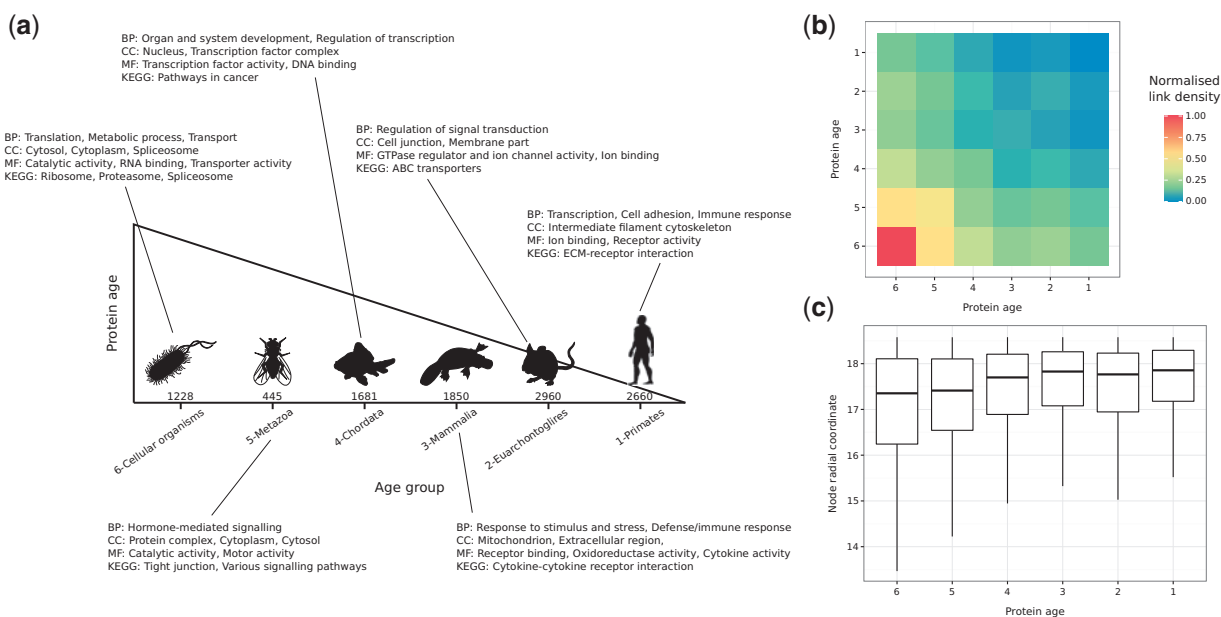 (a)
BP: Organ and system development, Regulation of transcription
CC: Nucleus, Transcription factor complex
MF: Transcription factor activity, DNA binding
KEGG: Pathways in cancer
BP: Translation, Metabolic process, Transport
CC: Cytosol, Cytoplasm, Spliceosome
MF: Catalytic activity, RNA binding, Transporter activity
KEGG: Ribosome, Proteasome, Spliceosome
BP: Regulation of signal transduction
CC: Cell junction, Membrane part
MF: GTPase regulator and ion channel activity, Ion binding
KEGG: ABC transporters
BP: Transcription, Cell adhesion, Immune response
CC: Intermediate filament cytoskeleton
MF: Ion binding, Receptor activity
KEGG: ECM-receptor interaction
Protein age
1228 445 1681 1850 2960 2660
6-Cellular organisms
5-Metazoa
4-Chordata
3-Mammalia
2-Euarchontoglires
1-Primates
Age group
BP: Hormone-mediated signalling
CC: Protein complex, Cytoplasm, Cytosol
MF: Catalytic activity, Motor activity
KEGG: Tight junction, Various signalling pathways
BP: Response to stimulus and stress, Defense/immune response
CC: Mitochondrion, Extracellular region,
MF: Receptor binding, Oxidoreductase activity, Cytokine activity
KEGG: Cytokine-cytokine receptor interaction
(b)
Protein age
1
2
3
4
5
6
6 5 4 3 2 1
Protein age
Normalised
link density
1.00
0.75
0.50
0.25
0.00
(c)
Node radial coordinate
18
17
16
15
14
6 5 4 3 2 1
Protein age